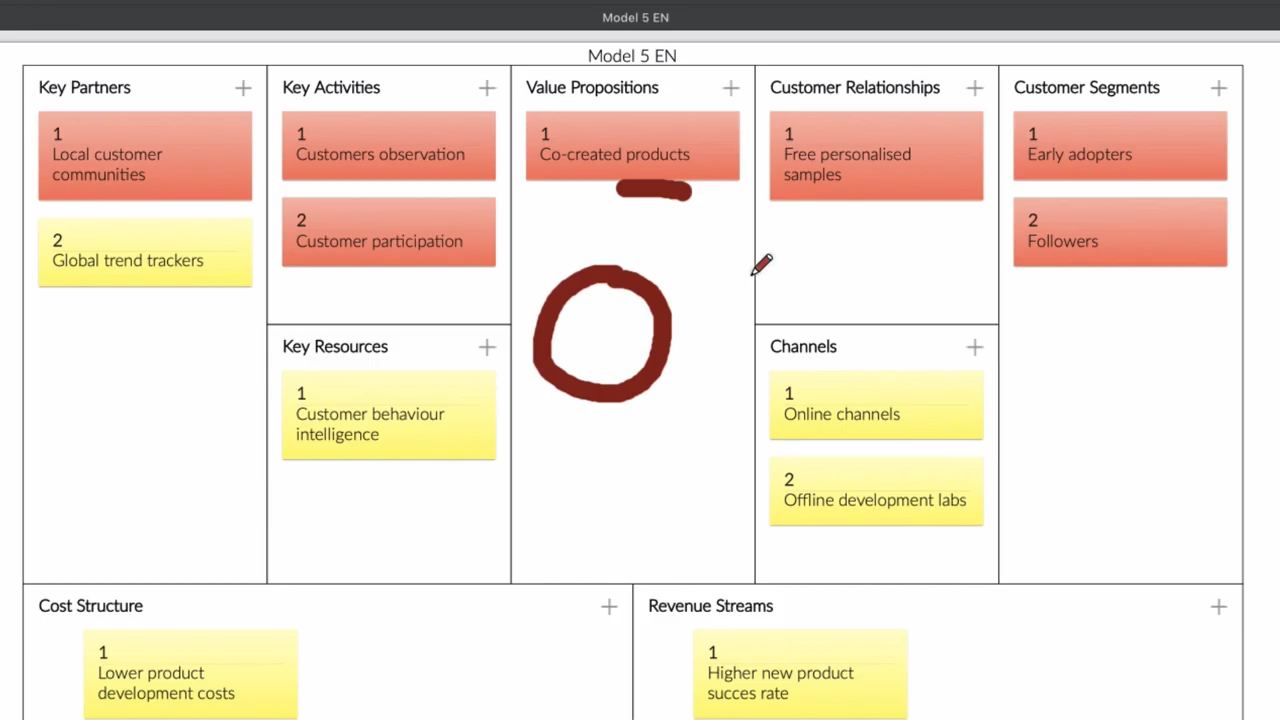 Model 5 EN
Model 5 EN
Key Partners
1
Local customer
communities
2
Global trend trackers
Key Activities
1
Customers observation
2
Customer participation
Key Resources
1
Customer behaviour
intelligence
Value Propositions
1
Co-created products
Customer Relationships
1
Free personalised
samples
Channels
1
Online channels
2
Offline development labs
Customer Segments
1
Early adopters
2
Followers
Cost Structure
1
Lower product
development costs
Revenue Streams
1
Higher new product
succes rate